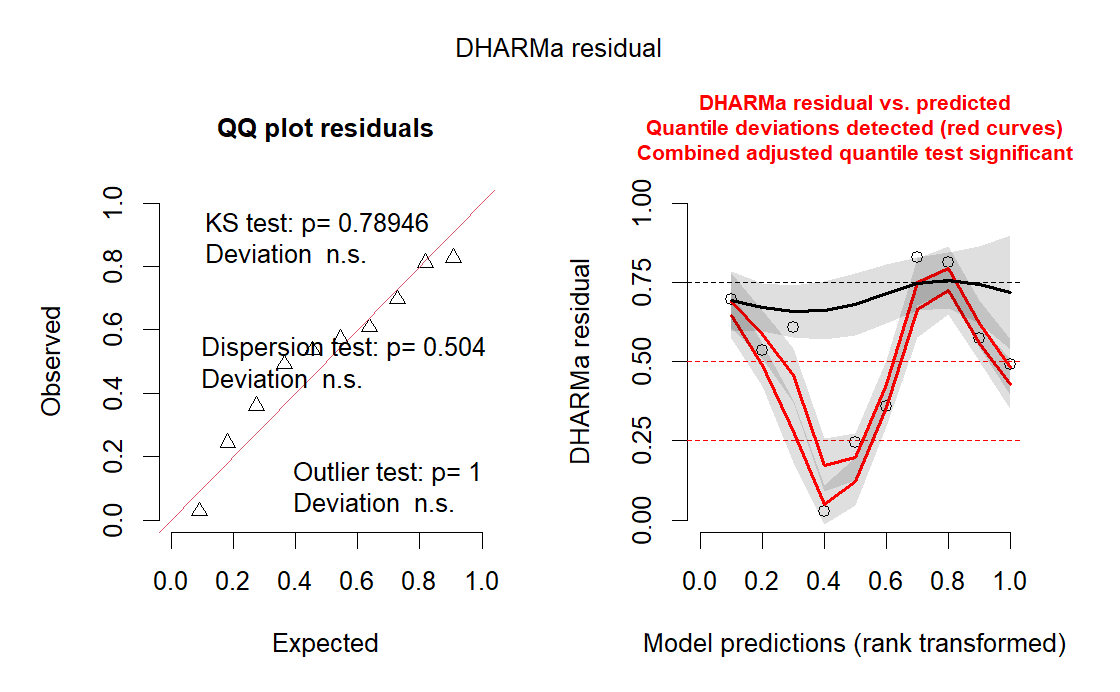 DHARMa residual
QQ plot residuals
KS test: p= 0.78946
Deviation n.s.
Dispersion test: p= 0.504
Deviation n.s.
Outlier test: p= 1
Deviation n.s.
Observed
1.0
0.8
0.6
0.4
0.2
0.0
0.0 0.2 0.4 0.6 0.8 1.0
Expected
DHARMa residual vs. predicted
Quantile deviations detected (red curves)
Combined adjusted quantile test significant
DHARMa residual
1.00
0.75
0.50
0.25
0.00
0.0 0.2 0.4 0.6 0.8 1.0
Model predictions (rank transformed)